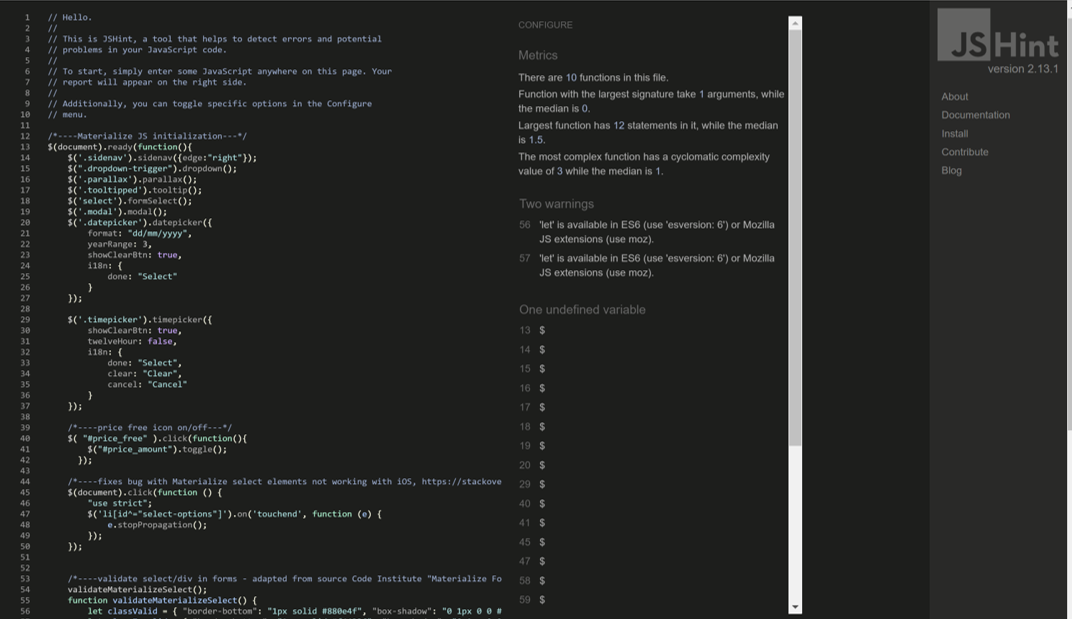 1 // Hello.
2 //
3 // This is JSHint, a tool that helps to detect errors and potential
4 // problems in your JavaScript code.
5 //
6 // To start, simply enter some JavaScript anywhere on this page. Your
7 // report will appear on the right side.
8 //
9 // Additionally, you can toggle specific options in the Configure
10 // menu.
11
12 /*----Materialize JS initialization---*/
13 $(document).ready(function(){
14 $('.sidenav').sidenav({edge:"right"});
15 $(".dropdown-trigger").dropdown();
16 $('.parallax').parallax();
17 $('.tooltipped').tooltip();
18 $('select').formSelect();
19 $('.modal').modal();
20 $('.datepicker').datepicker({
21 format: "dd/mm/yyyy",
22 yearRange: 3,
23 showClearBtn: true,
24 i18n: {
25 done: "Select"
26 }
27 });
28
29 $('.timepicker').timepicker({
30 showClearBtn: true,
31 twelveHour: false,
32 i18n: {
33 done: "Select",
34 clear: "Clear",
35 cancel: "Cancel"
36 }
37 });
38
39 /*----price free icon on/off---*/
40 $( "#price_free" ).click(function(){
41 $("#price_amount").toggle();
42 });
43
44 /*----fixes bug with Materialize select elements not working with iOS, https://stackove
45 $(document).click(function () {
46 "use strict";
47 $('li[id^="select-options"]').on('touchend', function (e) {
48 e.stopPropagation();
49 });
50 });
51
52
53 /*----validate select/div in forms - adapted from source Code Institute "Materialize Fo
54 validateMaterializeSelect();
55 function validateMaterializeSelect() {
56 let classValid = { "border-bottom": "1px solid #880e4f", "box-shadow": "0 1px 0 0 #
CONFIGURE
Metrics
There are 10 functions in this file.
Function with the largest signature take 1 arguments, while
the median is 0.
Largest function has 12 statements in it, while the median
is 1.5.
The most complex function has a cyclomatic complexity
value of 3 while the median is 1.
Two warnings
56 'let' is available in ES6 (use 'esversion: 6') or Mozilla
JS extensions (use moz).
57 'let' is available in ES6 (use 'esversion: 6') or Mozilla
JS extensions (use moz).
One undefined variable
13 $
14 $
15 $
16 $
17 $
18 $
19 $
20 $
29 $
40 $
41 $
45 $
47 $
58 $
59 $
JSHint
version 2.13.1
About
Documentation
Install
Contribute
Blog